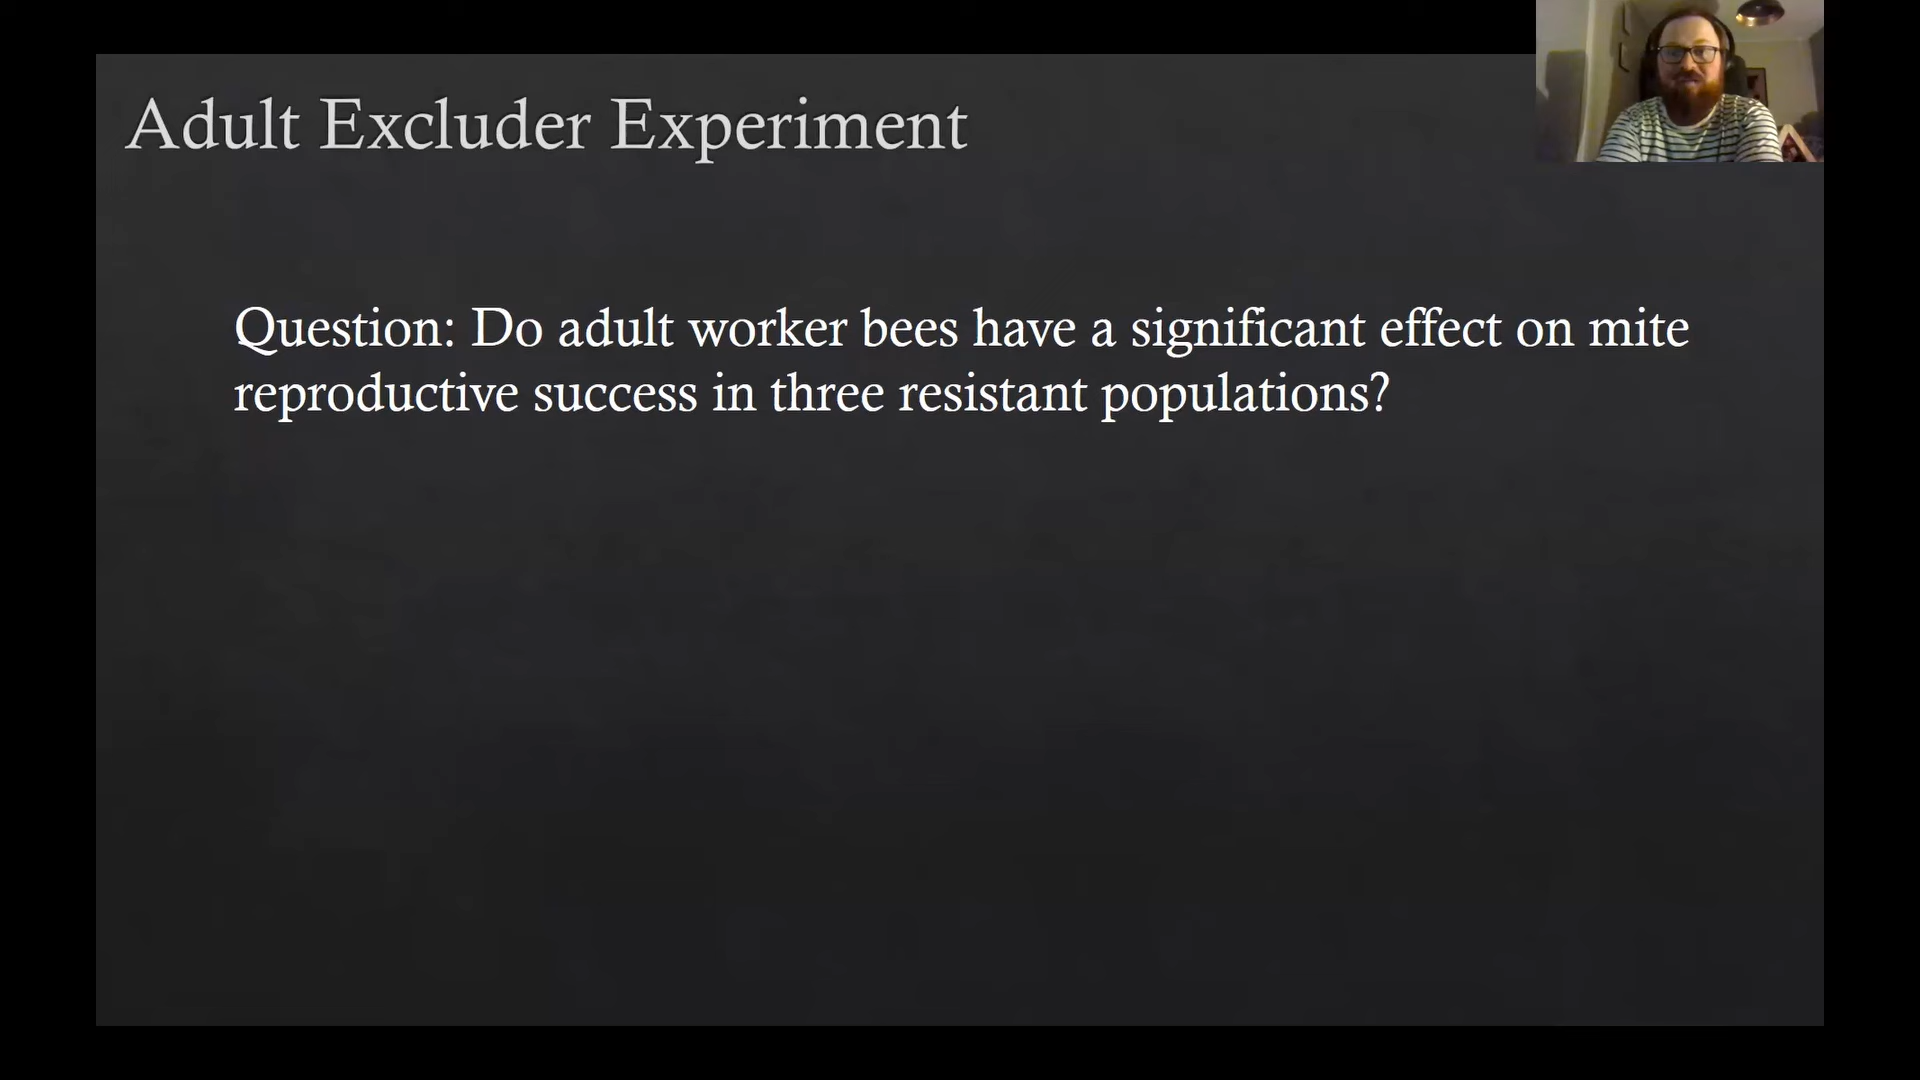 Adult Excluder Experiment
Question: Do adult worker bees have a significant effect on mite
reproductive success in three resistant populations?